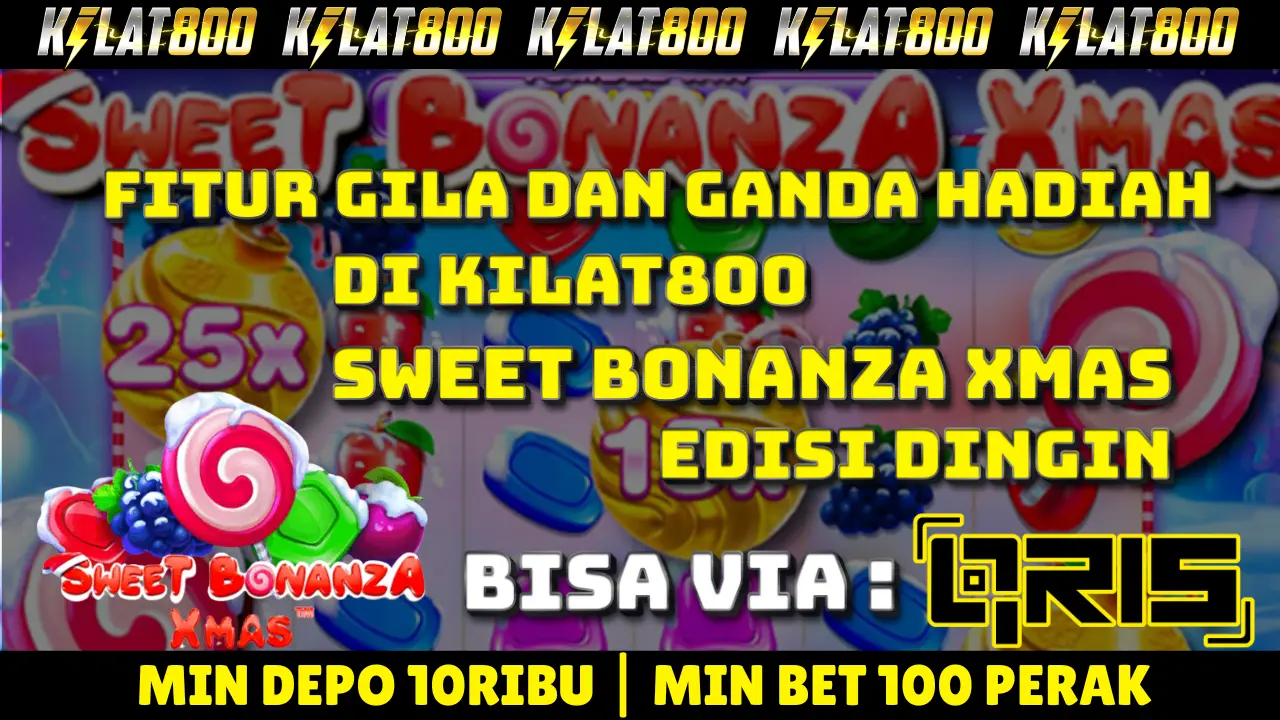 KILAT800 KILAT800 KILAT800 KILAT800 KILAT800
SWEET BONANZA XMAS
FITUR GILA DAN GANDA HADIAH
DI KILAT800
25x
SWEET BONANZA XMAS
EDISI DINGIN
SWEET BONANZA
XMAS™
BISA VIA : QRIS
MIN DEPO 10RIBU | MIN BET 100 PERAK